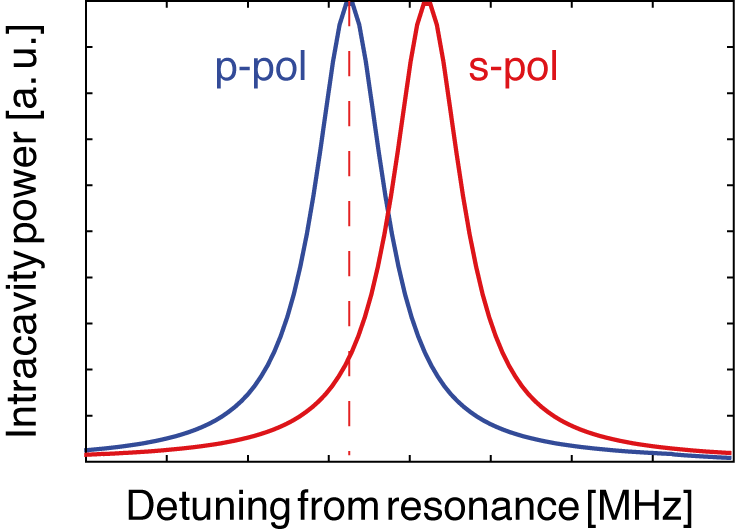 p-pol
s-pol
Intracavity power [a. u.]
Detuning from resonance [MHz]